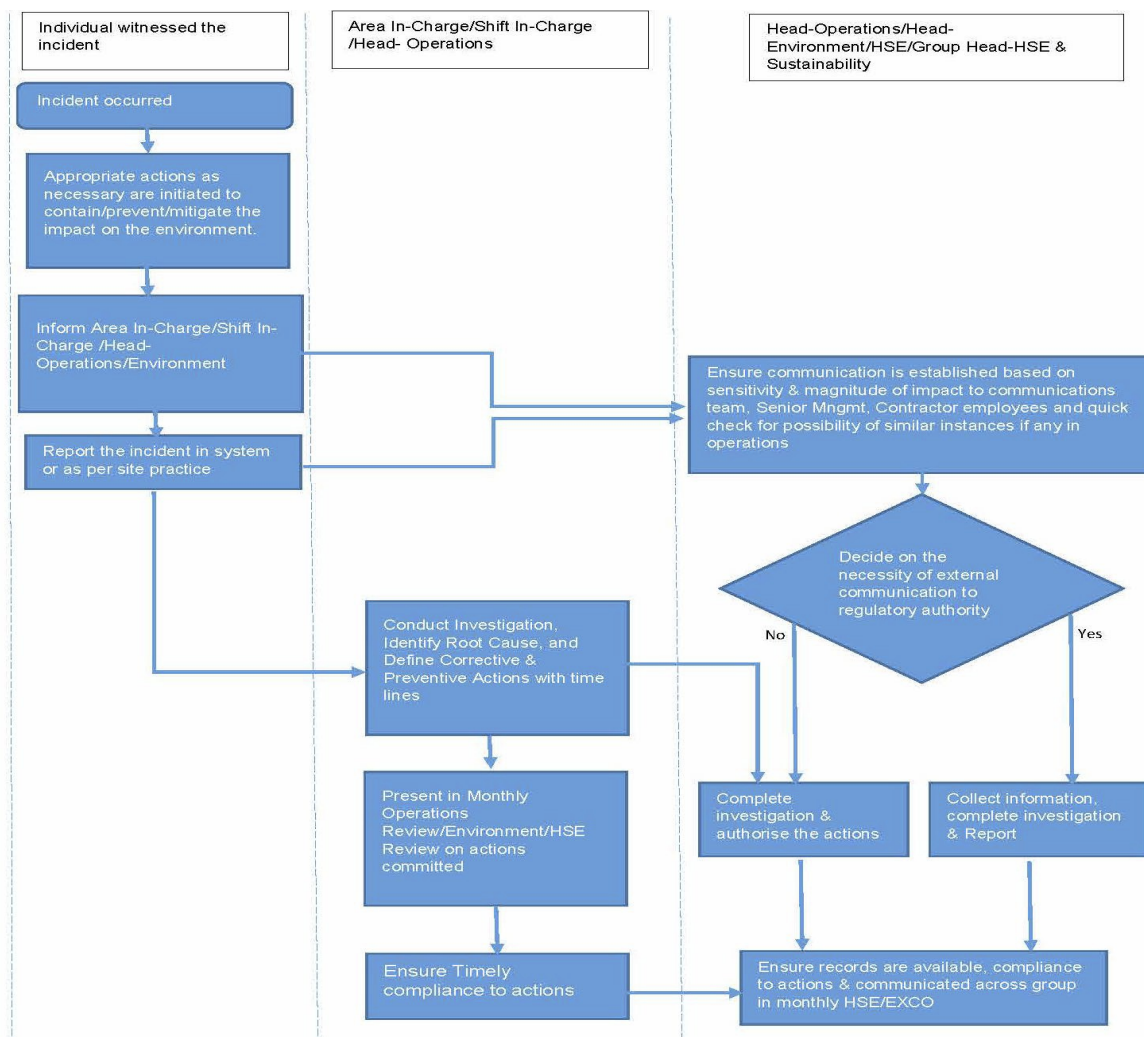 Individual witnessed the
incident
Area In-Charge/Shift In-Charge
/Head- Operations
Head-Operations/Head-
Environment/HSE/Group Head-HSE &
Sustainability
Incident occurred
Appropriate actions as
necessary are initiated to
contain/prevent/mitigate the
impact on the environment.
Inform Area In-Charge/Shift In-
Charge /Head-
Operations/Environment
Report the incident in system
or as per site practice
Ensure communication is established based on
sensitivity & magnitude of impact to communications
team, Senior Mngmt, Contractor employees and quick
check for possibility of similar instances if any in
operations
Decide on the
necessity of external
communication to
regulatory authority
No
Yes
Conduct Investigation,
Identify Root Cause, and
Define Corrective &
Preventive Actions with time
lines
Present in Monthly
Operations
Review/Environment/HSE
Review on actions
committed
Complete
investigation &
authorise the actions
Collect information,
complete investigation
& Report
Ensure Timely
compliance to actions
Ensure records are available, compliance
to actions & communicated across group
in monthly HSE/EXCO